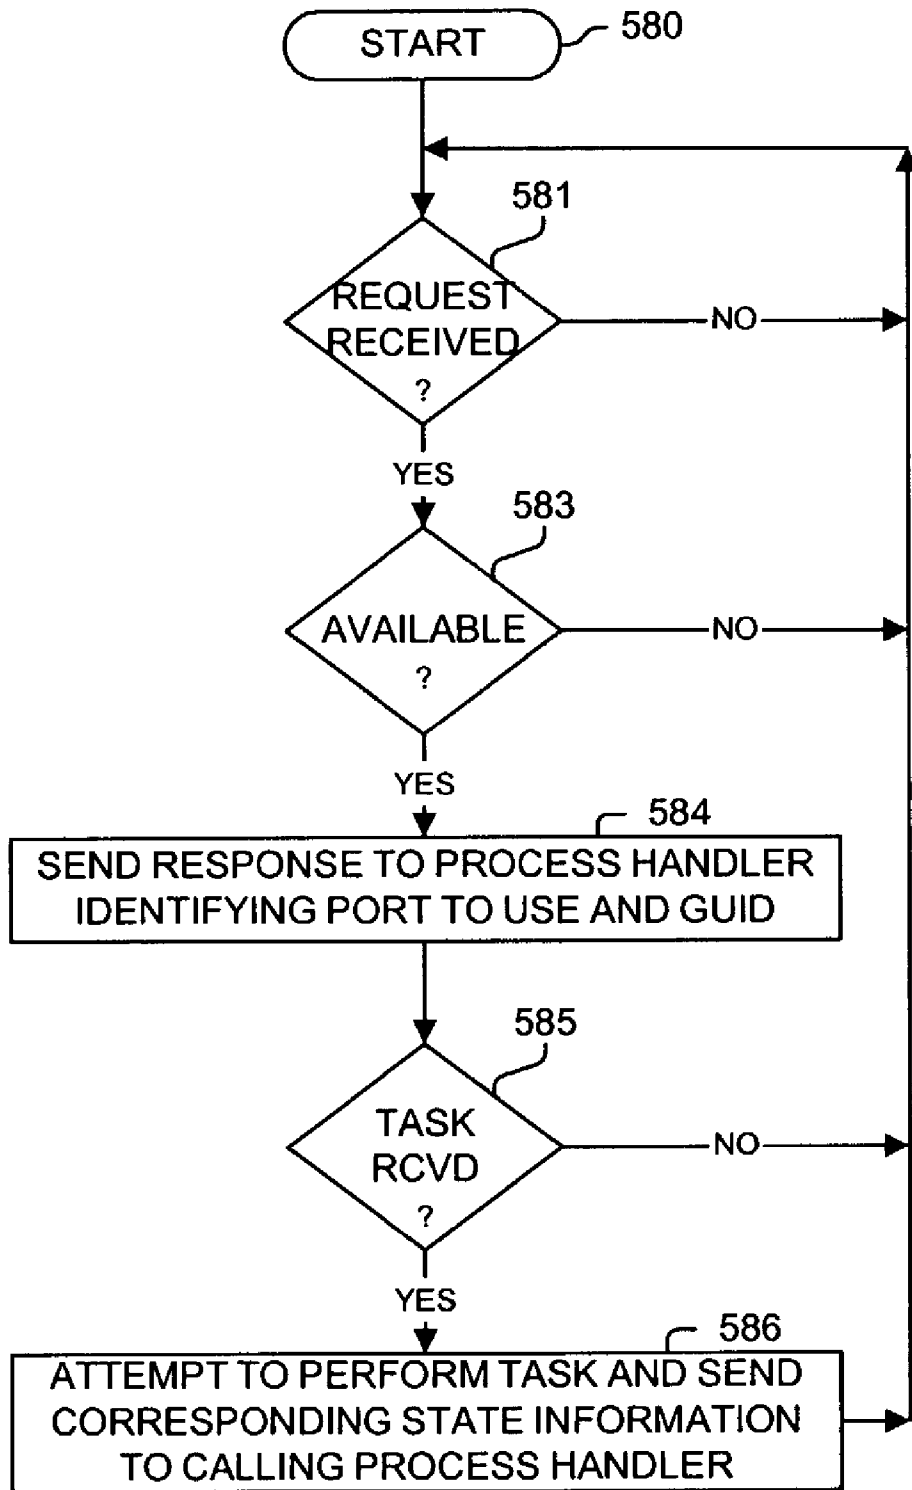 START
580
581
REQUEST
RECEIVED
?
NO
YES
583
AVAILABLE
?
NO
YES
584
SEND RESPONSE TO PROCESS HANDLER
IDENTIFYING PORT TO USE AND GUID
585
TASK
RCVD
?
NO
YES
586
ATTEMPT TO PERFORM TASK AND SEND
CORRESPONDING STATE INFORMATION
TO CALLING PROCESS HANDLER